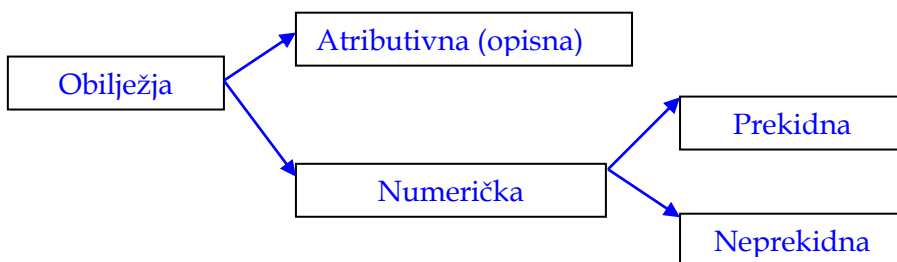 Atributivna (opisna)
Obilježja
Prekidna
Numerička
Neprekidna